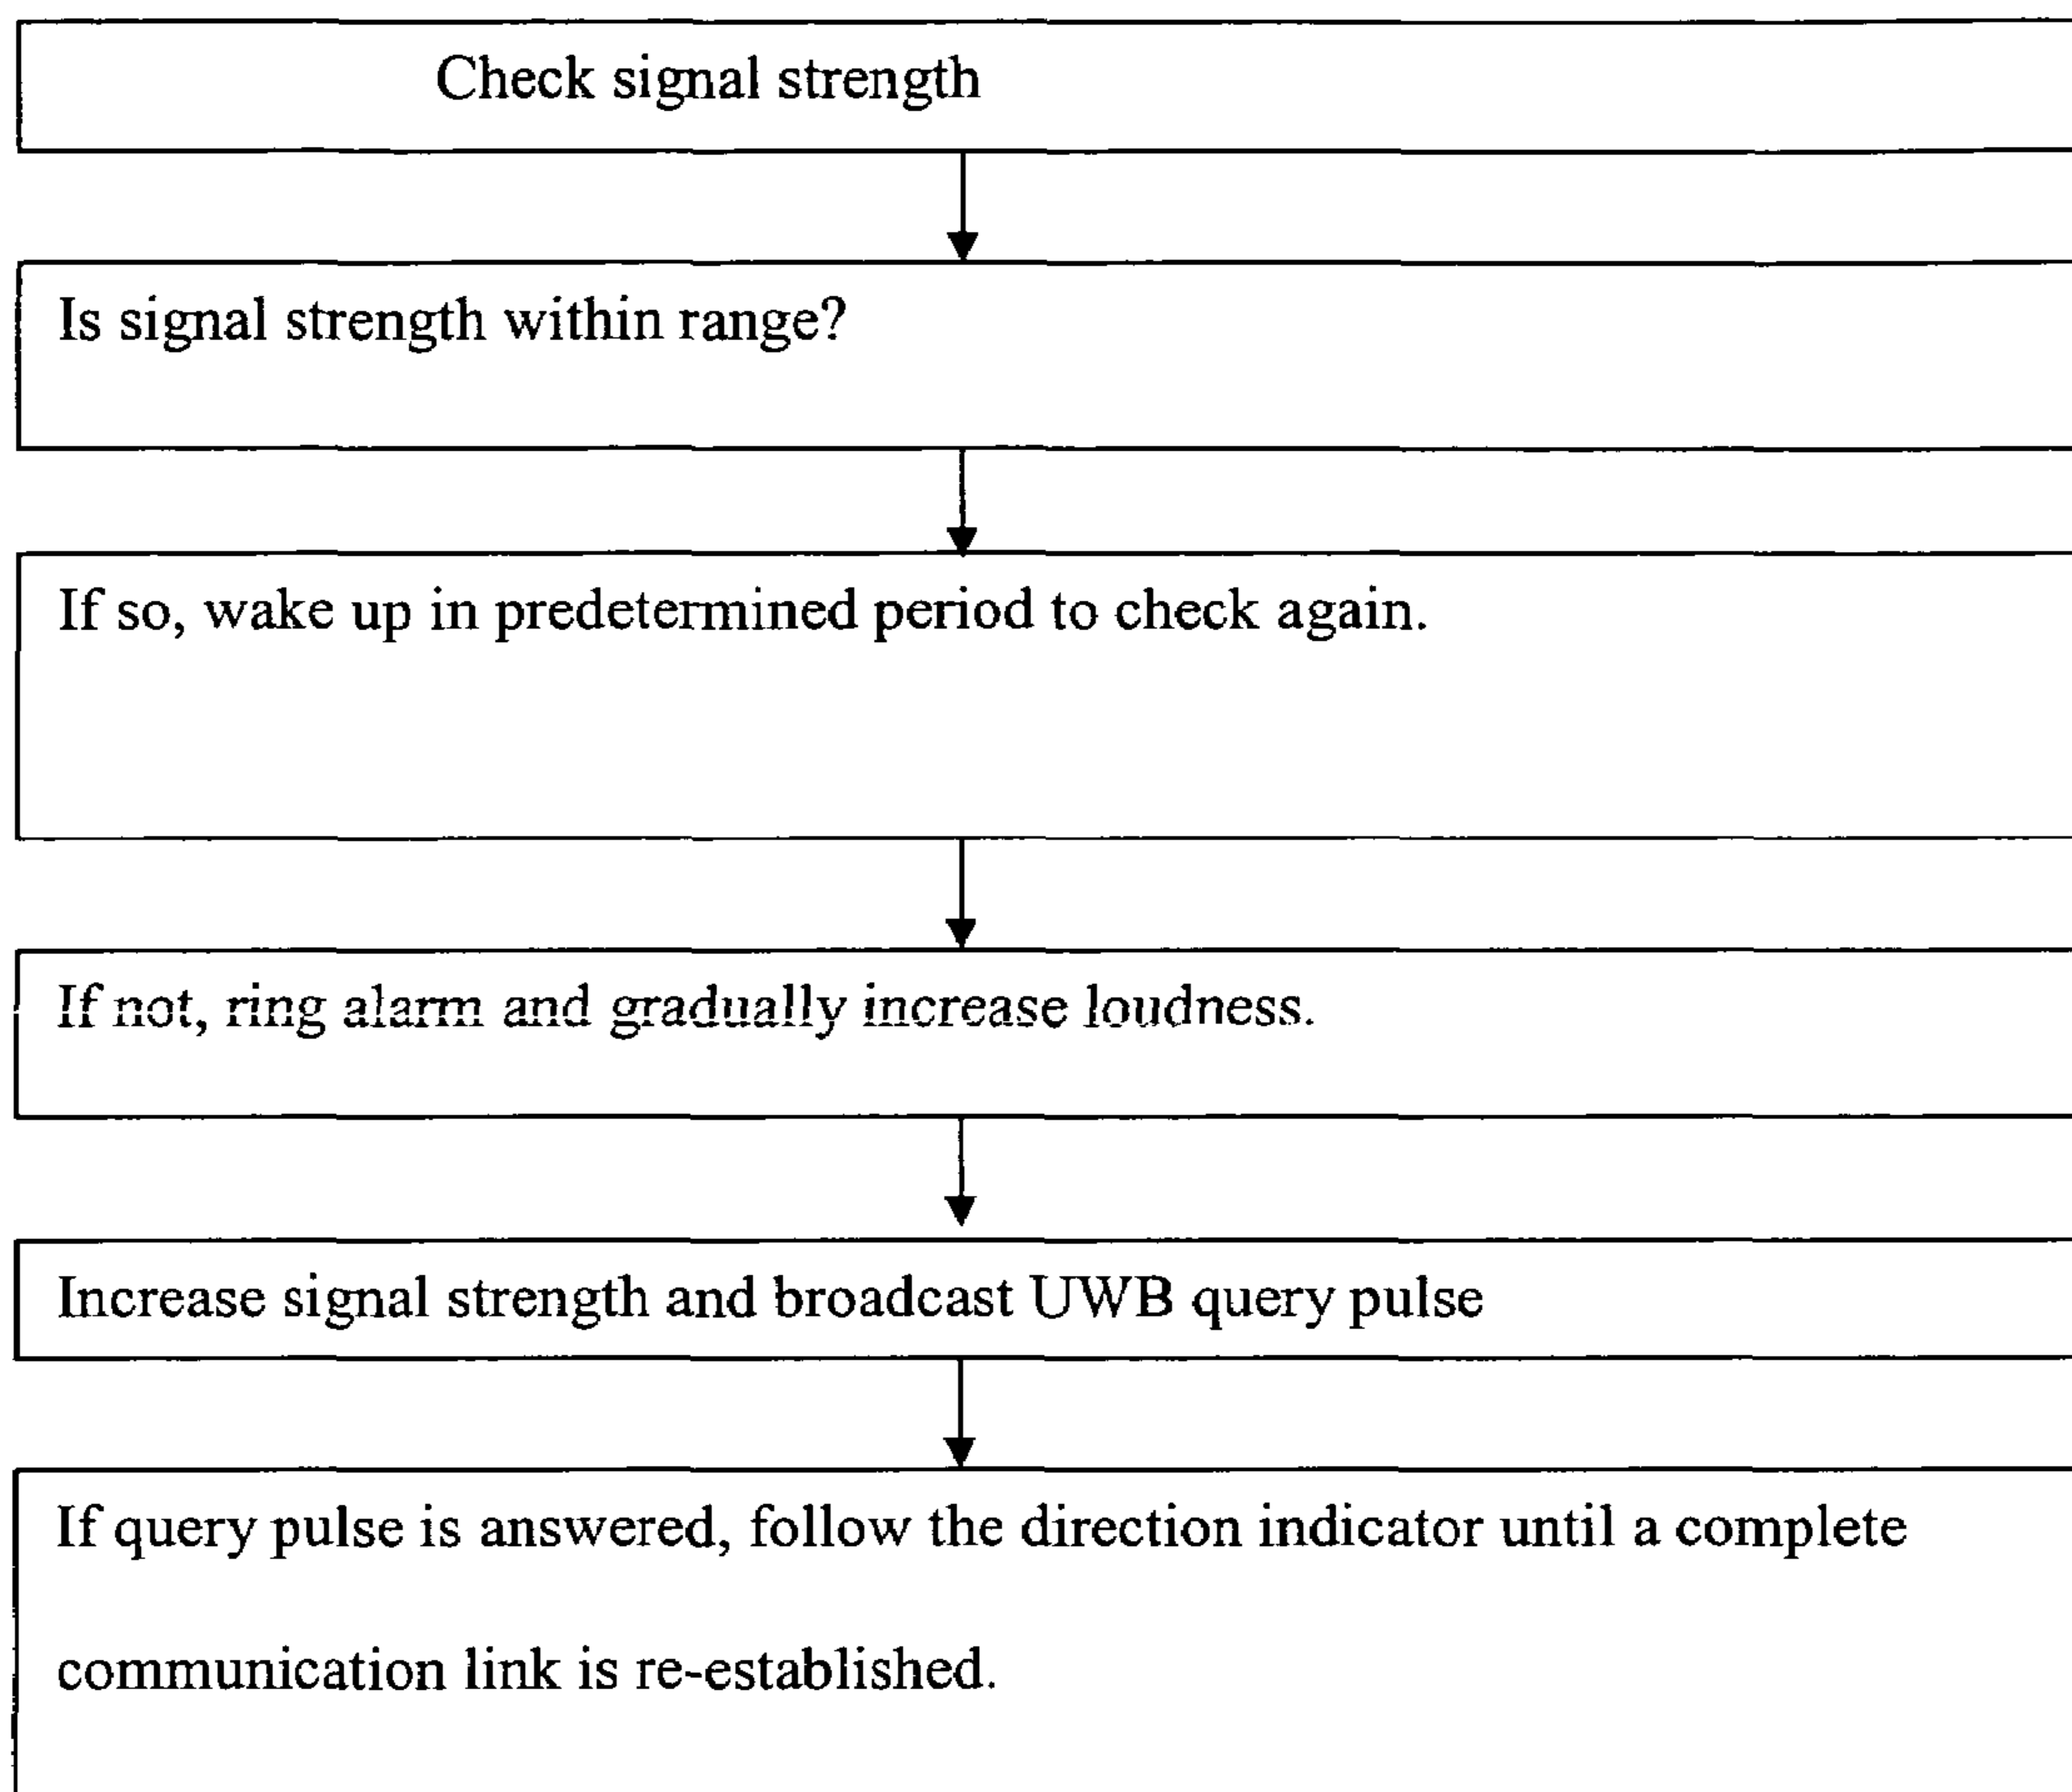 Check signal strength
Is signal strength within range?
If so, wake up in predetermined period to check again.
If not, ring alarm and gradually increase loudness.
Increase signal strength and broadcast UWB query pulse
If query pulse is answered, follow the direction indicator until a complete
communication link is re-established.